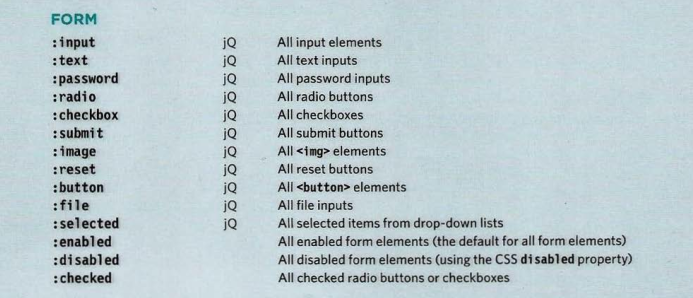 FORM
:input jQ All input elements
:text jQ All text inputs
:password jQ All password inputs
:radio jQ All radio buttons
:checkbox jQ All checkboxes
:submit jQ All submit buttons
:image jQ All <img> elements
:reset jQ All reset buttons
:button jQ All <button> elements
:file jQ All file inputs
:selected jQ All selected items from drop-down lists
:enabled All enabled form elements (the default for all form elements)
:disabled All disabled form elements (using the CSS disabled property)
:checked All checked radio buttons or checkboxes